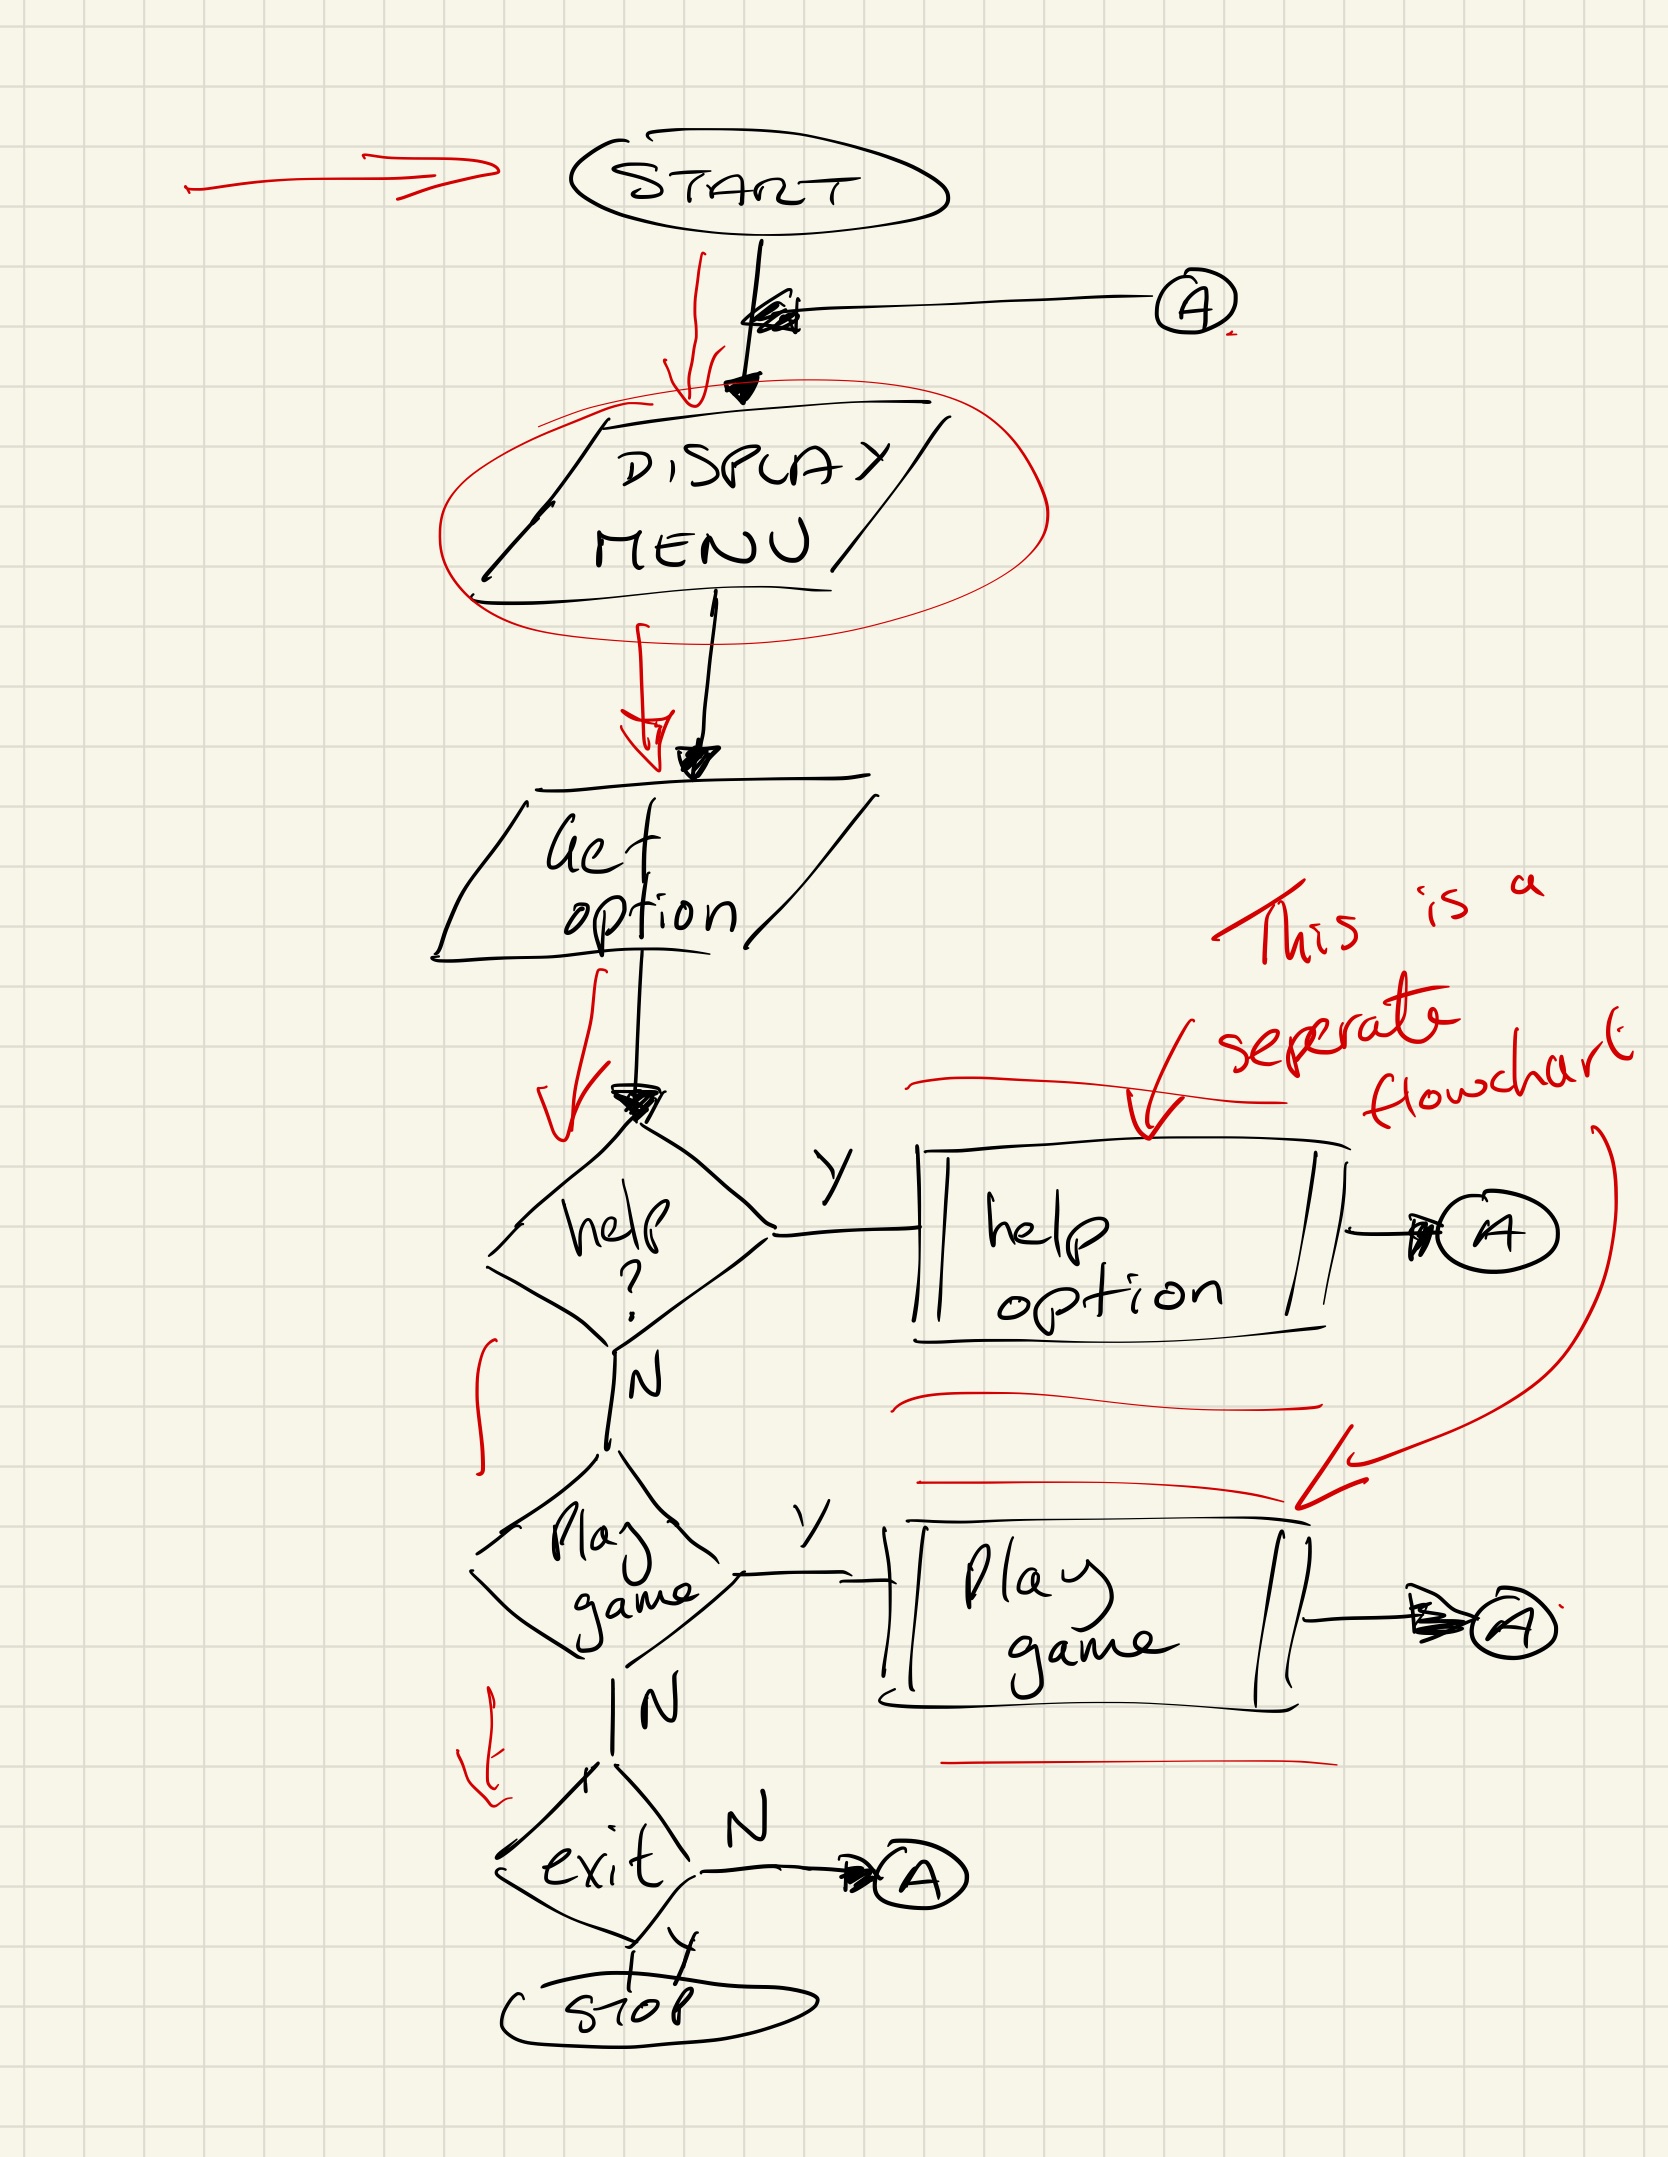 START
A
DISPLAY
MENU
Get
option
This is a
seperate
flowchart
help
?
Y
help
option
A
N
Play
game
Y
Play
game
A
N
exit
N
A
Y
STOP